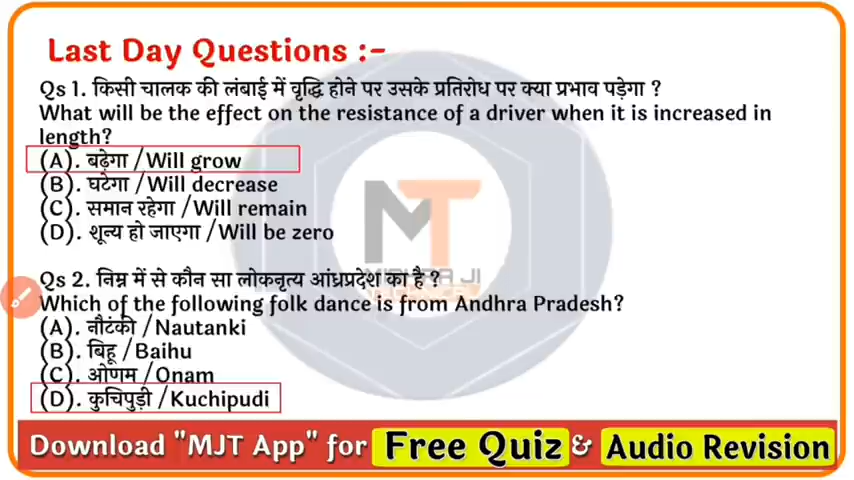 Last Day Questions :-
Qs 1. किसी चालक की लंबाई में वृद्धि होने पर उसके प्रतिरोध पर क्या प्रभाव पड़ेगा ?
What will be the effect on the resistance of a driver when it is increased in
length?
(A). बढ़ेगा /Will grow
(B). घटेगा /Will decrease
(C). समान रहेगा /Will remain
(D). शून्य हो जाएगा /Will be zero
MT
Qs 2. निम्न में से कौन सा लोकनृत्य आंध्रप्रदेश का है ?
Which of the following folk dance is from Andhra Pradesh?
(A). नौटंकी /Nautanki
(B). बिहू /Baihu
(C). ओणम /Onam
(D). कुचिपुड़ी /Kuchipudi
Download "MJT App" for Free Quiz & Audio Revision